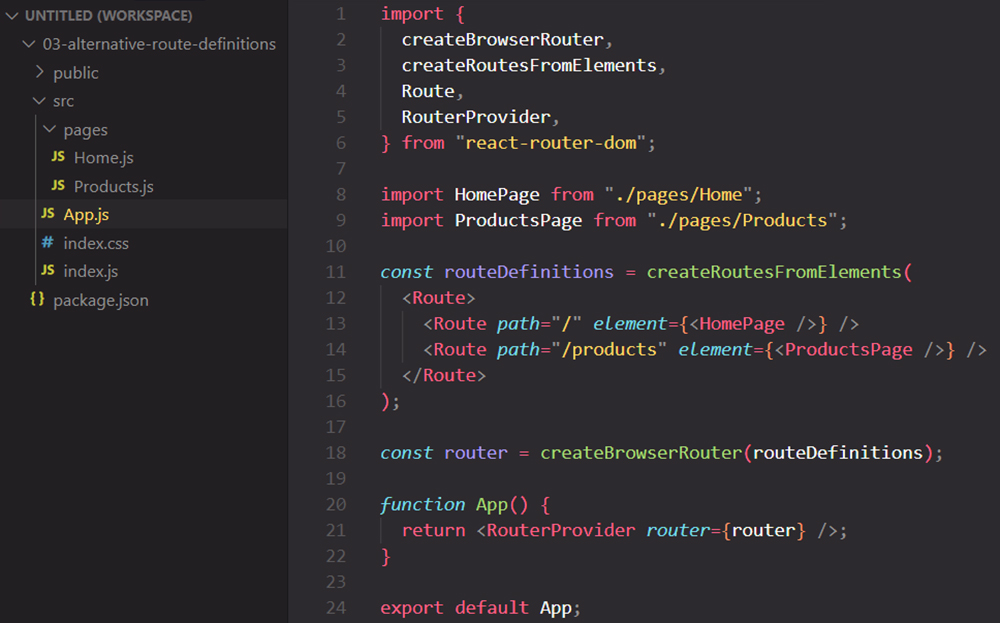 UNTITLED (WORKSPACE)
03-alternative-route-definitions
public
src
pages
JS Home.js
JS Products.js
JS App.js
# index.css
JS index.js
{} package.json
1 import {
2   createBrowserRouter,
3   createRoutesFromElements,
4   Route,
5   RouterProvider,
6 } from "react-router-dom";
7
8 import HomePage from "./pages/Home";
9 import ProductsPage from "./pages/Products";
10
11 const routeDefinitions = createRoutesFromElements(
12   <Route>
13     <Route path="/" element={<HomePage />} />
14     <Route path="/products" element={<ProductsPage />} />
15   </Route>
16 );
17
18 const router = createBrowserRouter(routeDefinitions);
19
20 function App() {
21   return <RouterProvider router={router} />;
22 }
23
24 export default App;